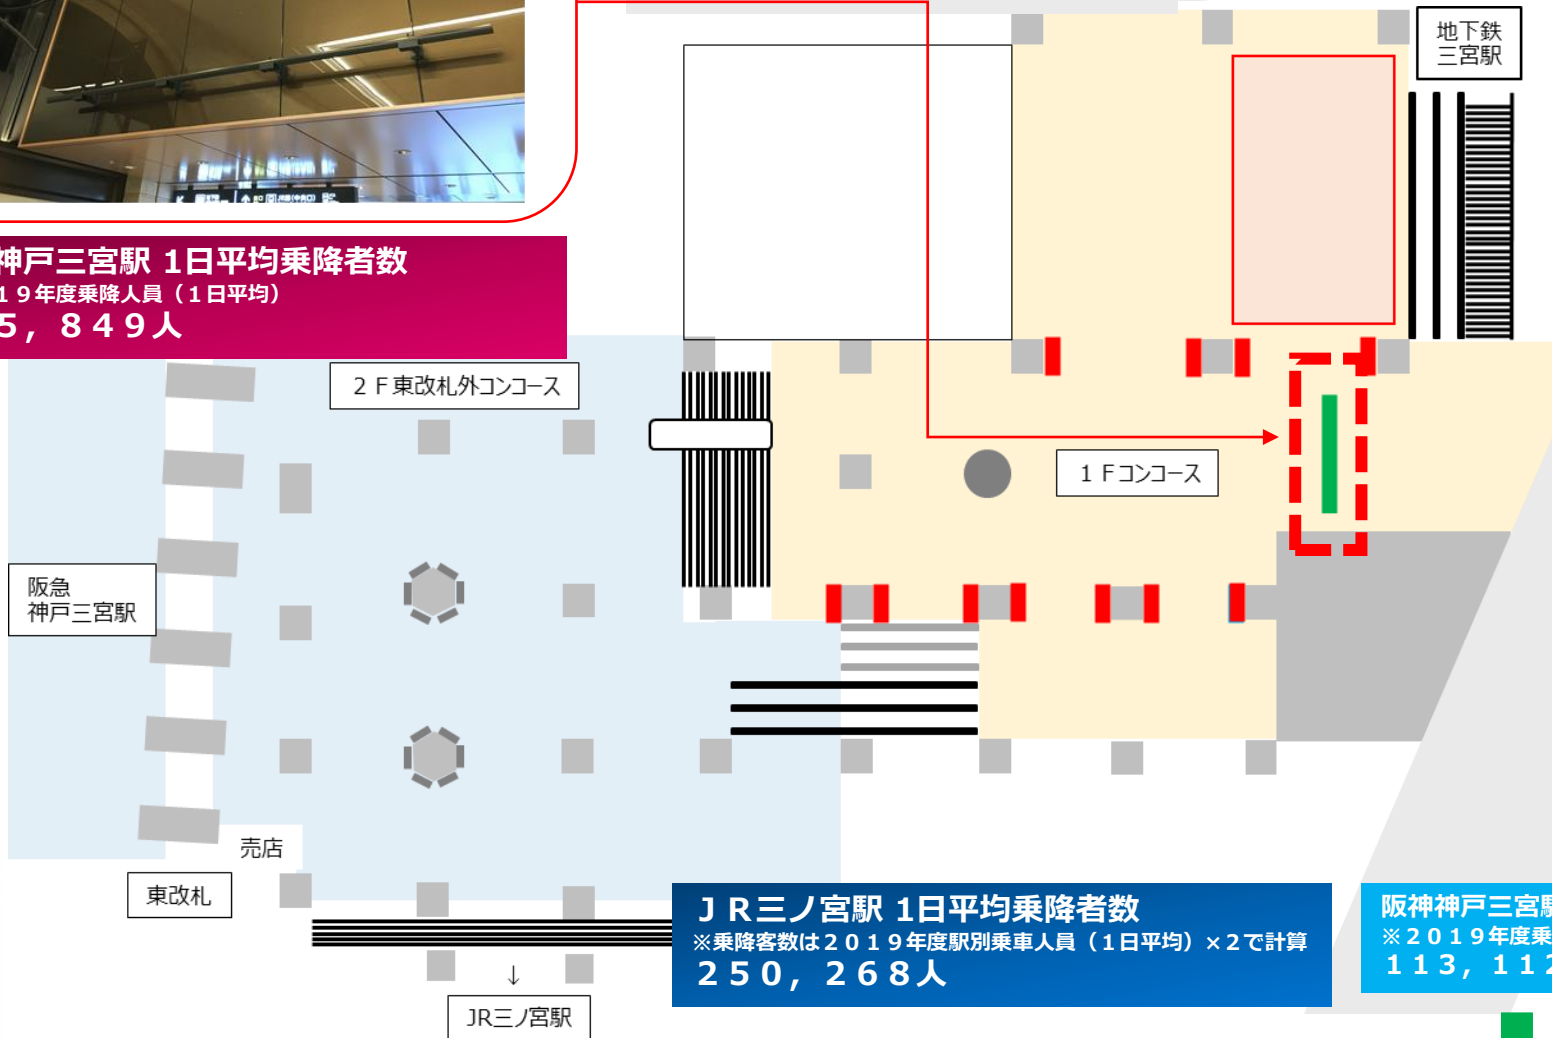 地下鉄
三宮駅
神戸三宮駅 1日平均乗降者数
１９年度乗降人員（１日平均）
５，８４９人
２Ｆ東改札外コンコース
１Ｆコンコース
阪急
神戸三宮駅
売店
東改札
ＪＲ三ノ宮駅 1日平均乗降者数
※乗降客数は２０１９年度駅別乗車人員（１日平均）×２で計算
２５０，２６８人
阪神神戸三宮駅
※２０１９年度乗
１１３，１１２
↓
JR三ノ宮駅